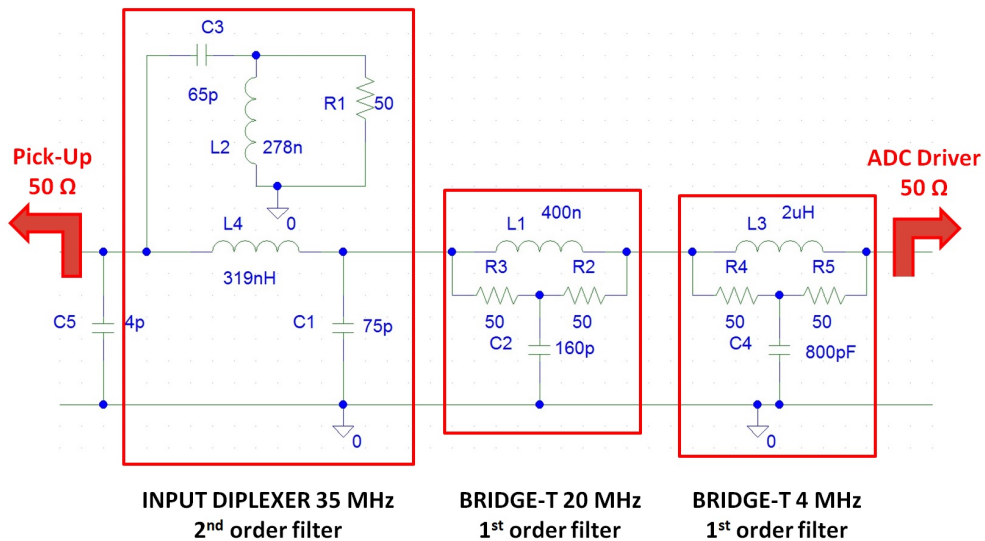 C3
65p
R1
50
L2
278n
Pick-Up
50 Ω
ADC Driver
50 Ω
0
L4
319nH
L1
400n
L3
2uH
R3
R2
R4
R5
C5
4p
C1
75p
50
50
50
50
C2
160p
C4
800pF
0
0
INPUT DIPLEXER 35 MHz
2nd order filter
BRIDGE-T 20 MHz
1st order filter
BRIDGE-T 4 MHz
1st order filter